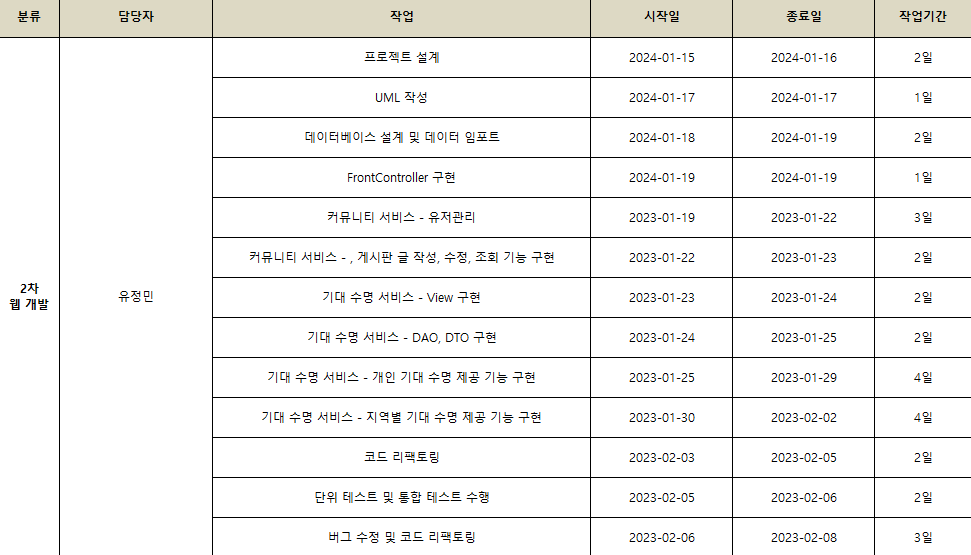 분류 담당자 작업 시작일 종료일 작업기간
프로젝트 설계 2024-01-15 2024-01-16 2일
UML 작성 2024-01-17 2024-01-17 1일
데이터베이스 설계 및 데이터 임포트 2024-01-18 2024-01-19 2일
FrontController 구현 2024-01-19 2024-01-19 1일
커뮤니티 서비스 - 유저관리 2023-01-19 2023-01-22 3일
커뮤니티 서비스 - , 게시판 글 작성, 수정, 조회 기능 구현 2023-01-22 2023-01-23 2일
2차
웹 개발
유정민
기대 수명 서비스 - View 구현 2023-01-23 2023-01-24 2일
기대 수명 서비스 - DAO, DTO 구현 2023-01-24 2023-01-25 2일
기대 수명 서비스 - 개인 기대 수명 제공 기능 구현 2023-01-25 2023-01-29 4일
기대 수명 서비스 - 지역별 기대 수명 제공 기능 구현 2023-01-30 2023-02-02 4일
코드 리팩토링 2023-02-03 2023-02-05 2일
단위 테스트 및 통합 테스트 수행 2023-02-05 2023-02-06 2일
버그 수정 및 코드 리팩토링 2023-02-06 2023-02-08 3일